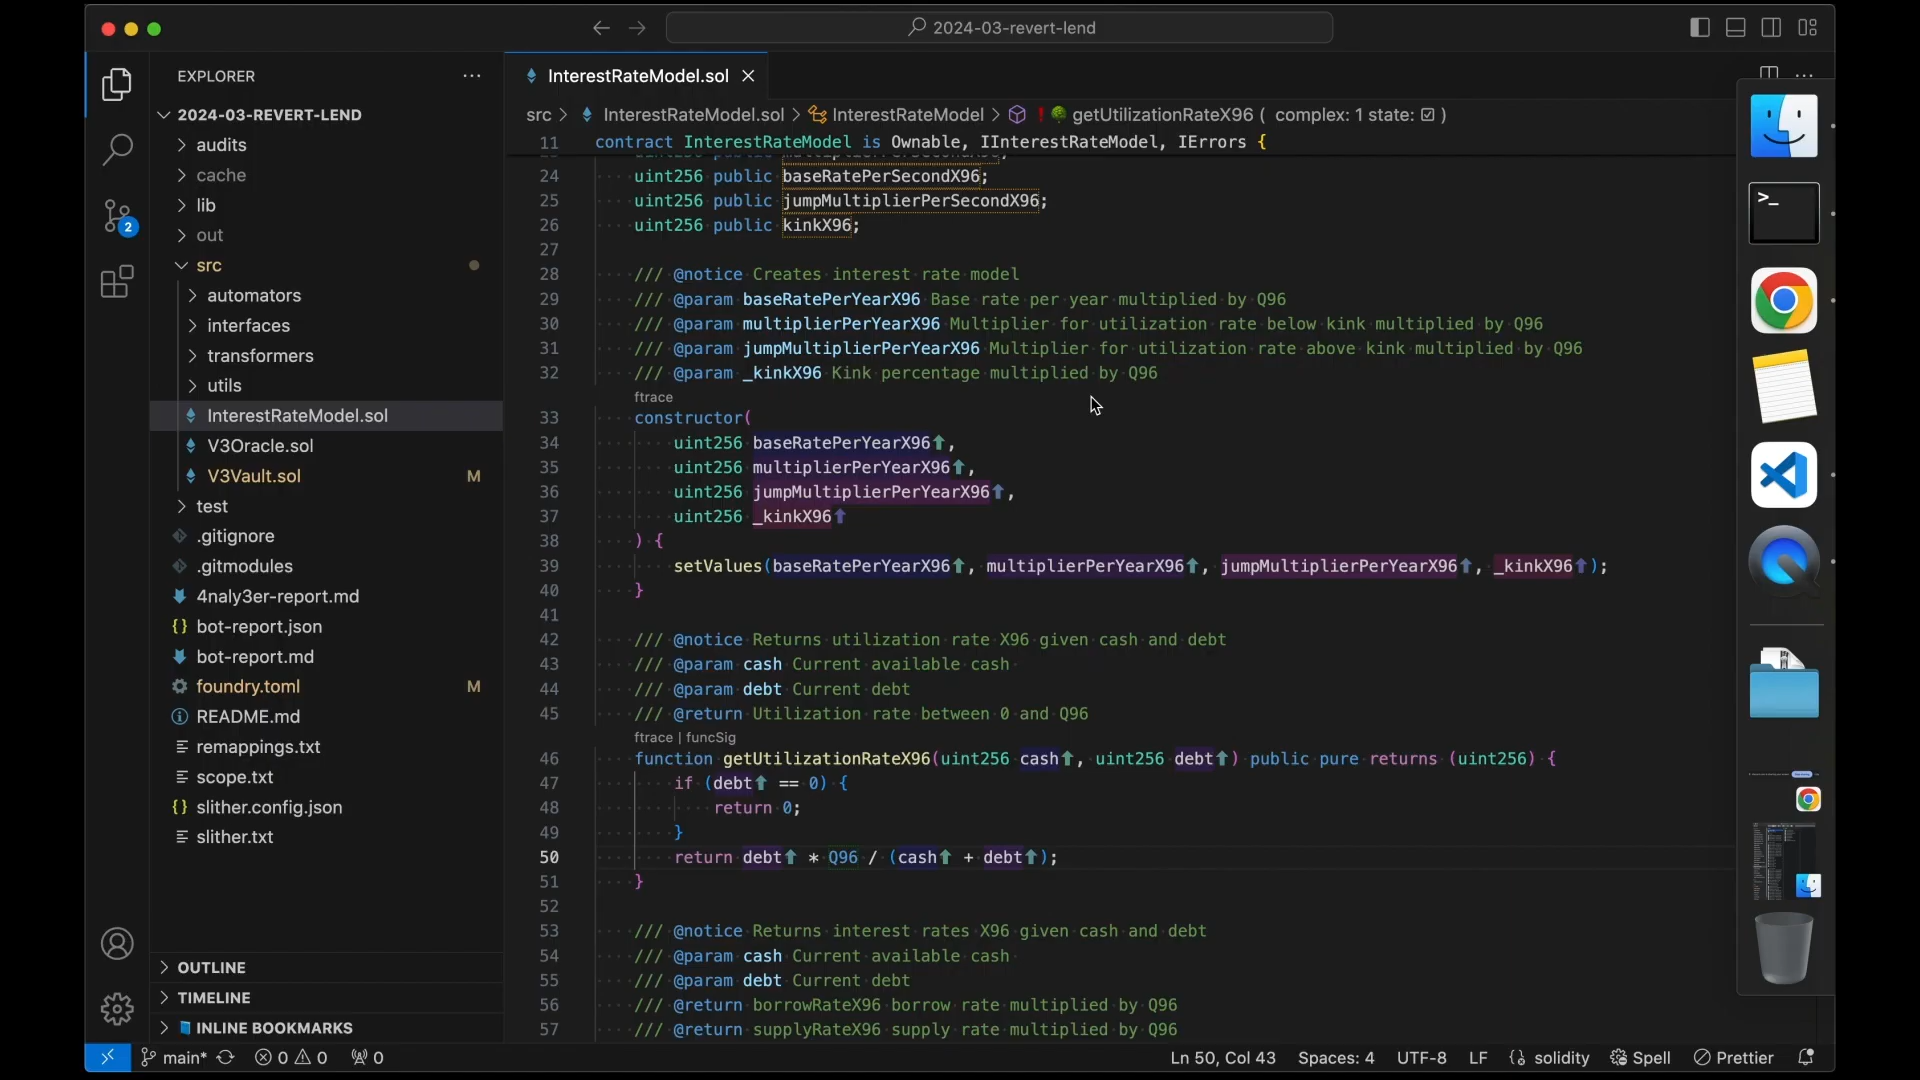 2024-03-revert-lend
EXPLORER
2024-03-REVERT-LEND
audits
cache
lib
out
src
automators
interfaces
transformers
utils
InterestRateModel.sol
V3Oracle.sol
V3Vault.sol M
test
.gitignore
.gitmodules
4naly3er-report.md
bot-report.json
bot-report.md
foundry.toml M
README.md
remappings.txt
scope.txt
slither.config.json
slither.txt
OUTLINE
TIMELINE
INLINE BOOKMARKS
InterestRateModel.sol
src > InterestRateModel.sol > InterestRateModel > getUtilizationRateX96 ( complex: 1 state: ☑ )
11 contract InterestRateModel is Ownable, IInterestRateModel, IErrors {
24 uint256 public baseRatePerSecondX96;
25 uint256 public jumpMultiplierPerSecondX96;
26 uint256 public kinkX96;
27
28 /// @notice Creates interest rate model
29 /// @param baseRatePerYearX96 Base rate per year multiplied by Q96
30 /// @param multiplierPerYearX96 Multiplier for utilization rate below kink multiplied by Q96
31 /// @param jumpMultiplierPerYearX96 Multiplier for utilization rate above kink multiplied by Q96
32 /// @param _kinkX96 Kink percentage multiplied by Q96
ftrace
33 constructor(
34 uint256 baseRatePerYearX96⬆,
35 uint256 multiplierPerYearX96⬆,
36 uint256 jumpMultiplierPerYearX96⬆,
37 uint256 _kinkX96⬆
38 ) {
39 setValues(baseRatePerYearX96⬆, multiplierPerYearX96⬆, jumpMultiplierPerYearX96⬆, _kinkX96⬆);
40 }
41
42 /// @notice Returns utilization rate X96 given cash and debt
43 /// @param cash Current available cash
44 /// @param debt Current debt
45 /// @return Utilization rate between 0 and Q96
ftrace | funcSig
46 function getUtilizationRateX96(uint256 cash⬆, uint256 debt⬆) public pure returns (uint256) {
47 if (debt⬆ == 0) {
48 return 0;
49 }
50 return debt⬆ * Q96 / (cash⬆ + debt⬆);
51 }
52
53 /// @notice Returns interest rates X96 given cash and debt
54 /// @param cash Current available cash
55 /// @param debt Current debt
56 /// @return borrowRateX96 borrow rate multiplied by Q96
57 /// @return supplyRateX96 supply rate multiplied by Q96
2
main* 0 0 0
Ln 50, Col 43 Spaces: 4 UTF-8 LF solidity Spell Prettier